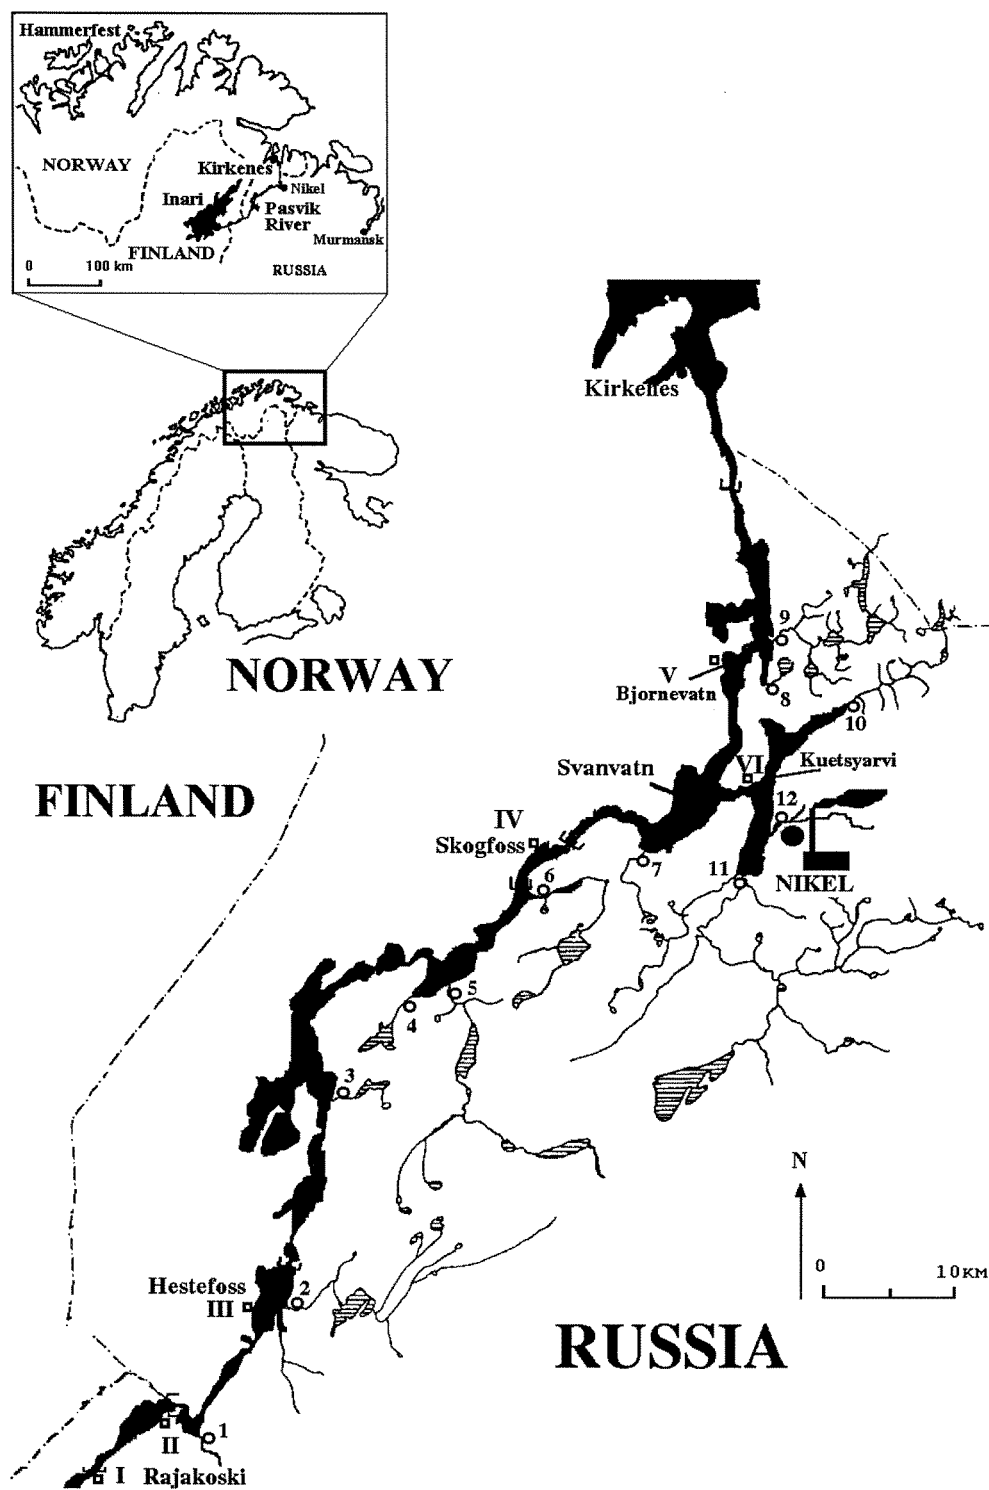 Hammerfest
NORWAY
Kirkenes
Nikel
Inari
Pasvik
River
Murmansk
FINLAND
0 100 km
RUSSIA
Kirkenes
NORWAY
9
V
Bjornevatn
8
10
FINLAND
Svanvatn
VI
Kuetsyarvi
12
IV
Skogfoss
7
11
NIKEL
6
5
4
3
N
0 10KM
Hestefoss
III
2
RUSSIA
1
II
I Rajakoski